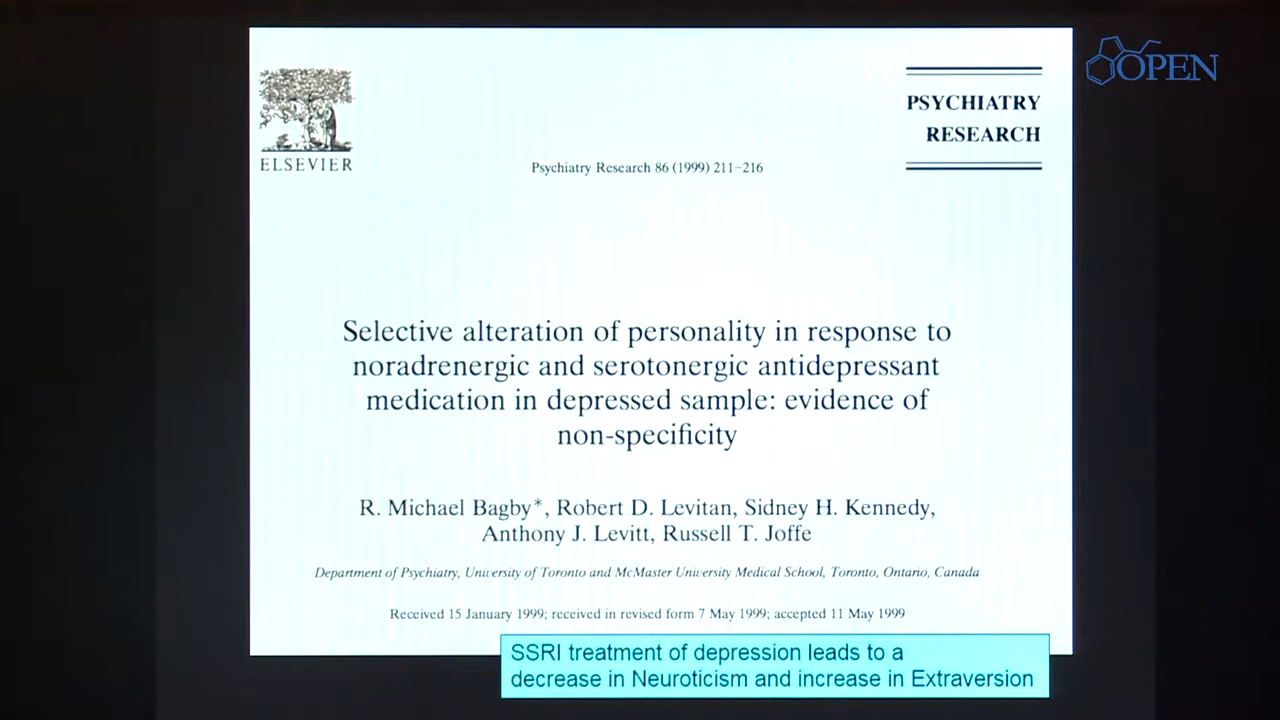 OPEN
ELSEVIER
PSYCHIATRY
RESEARCH
Psychiatry Research 86 (1999) 211-216
Selective alteration of personality in response to
noradrenergic and serotonergic antidepressant
medication in depressed sample: evidence of
non-specificity
R. Michael Bagby*, Robert D. Levitan, Sidney H. Kennedy,
Anthony J. Levitt, Russell T. Joffe
Department of Psychiatry, University of Toronto and McMaster University Medical School, Toronto, Ontario, Canada
Received 15 January 1999; received in revised form 7 May 1999; accepted 11 May 1999
SSRI treatment of depression leads to a
decrease in Neuroticism and increase in Extraversion